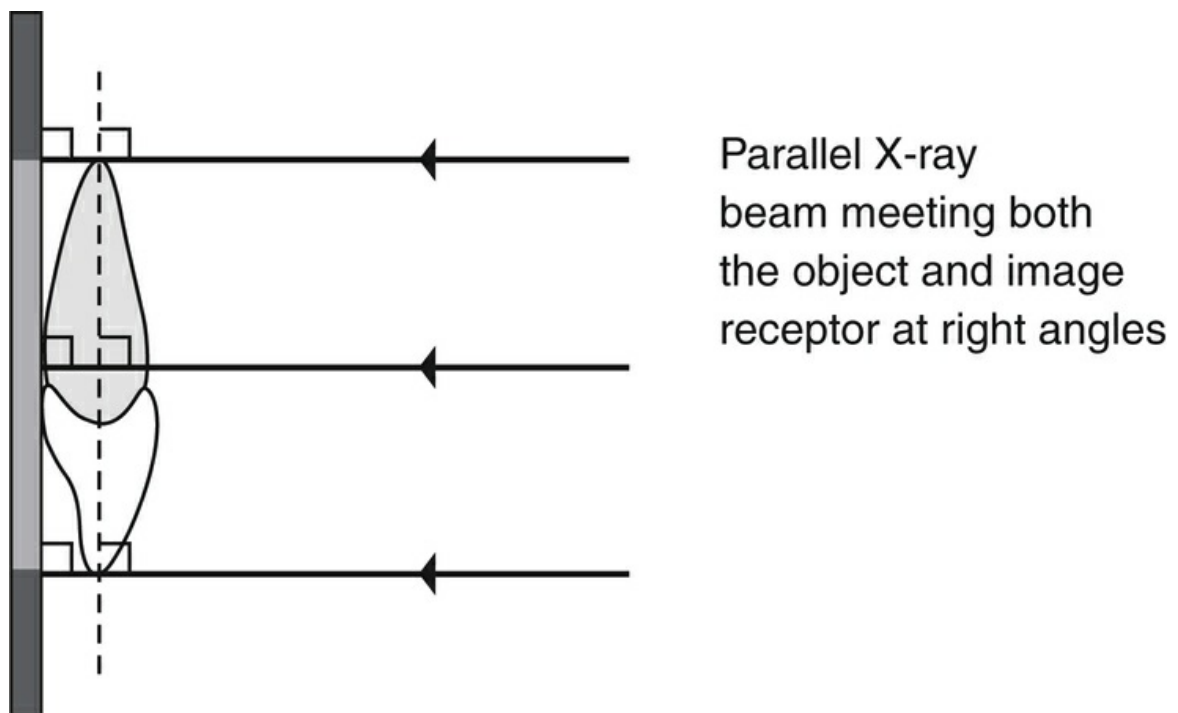 Parallel X-ray
beam meeting both
the object and image
receptor at right angles